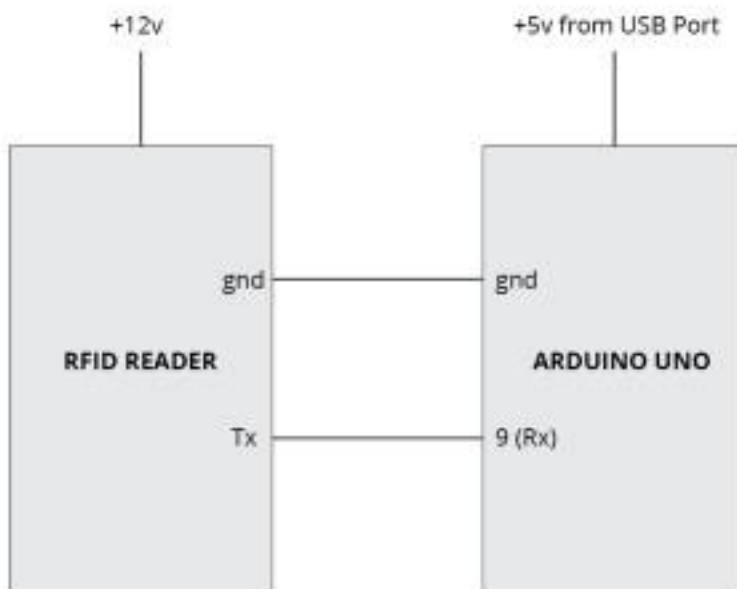 +12v
+5v from USB Port
gnd
gnd
RFID READER
ARDUINO UNO
Tx
9 (Rx)